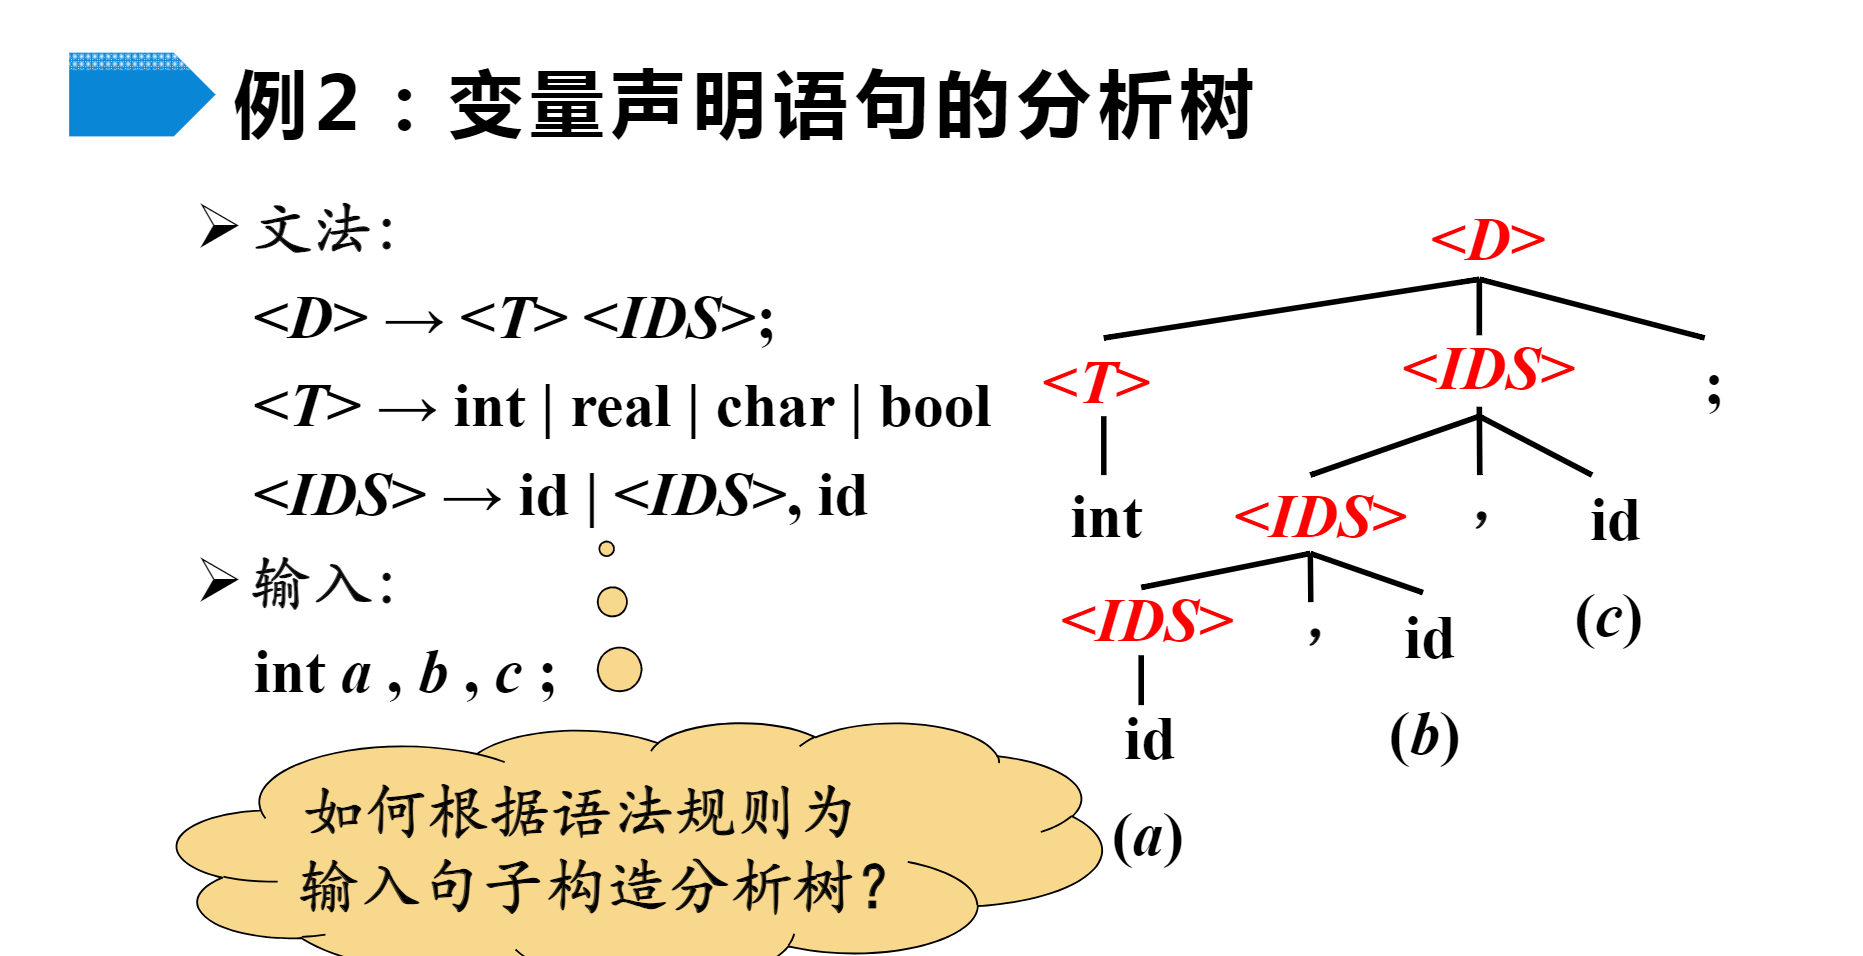 例2：变量声明语句的分析树
文法：
<D> → <T> <IDS>;
<T> → int | real | char | bool
<IDS> → id | <IDS>, id
输入：
int a , b , c ;
如何根据语法规则为
输入句子构造分析树？
<D>
<T> <IDS> ;
int <IDS> , id
<IDS> , id (c)
id (b)
(a)